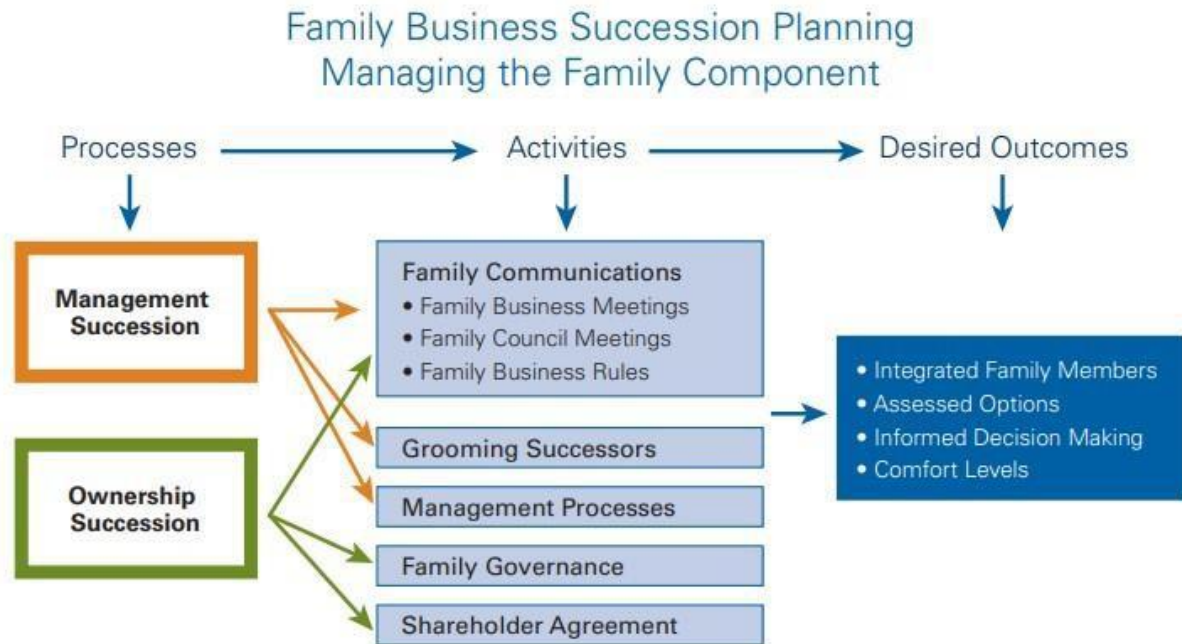 Family Business Succession Planning
Managing the Family Component
Processes
Activities
Desired Outcomes
Management
Succession
Ownership
Succession
Family Communications
• Family Business Meetings
• Family Council Meetings
• Family Business Rules
Grooming Successors
Management Processes
Family Governance
Shareholder Agreement
• Integrated Family Members
• Assessed Options
• Informed Decision Making
• Comfort Levels